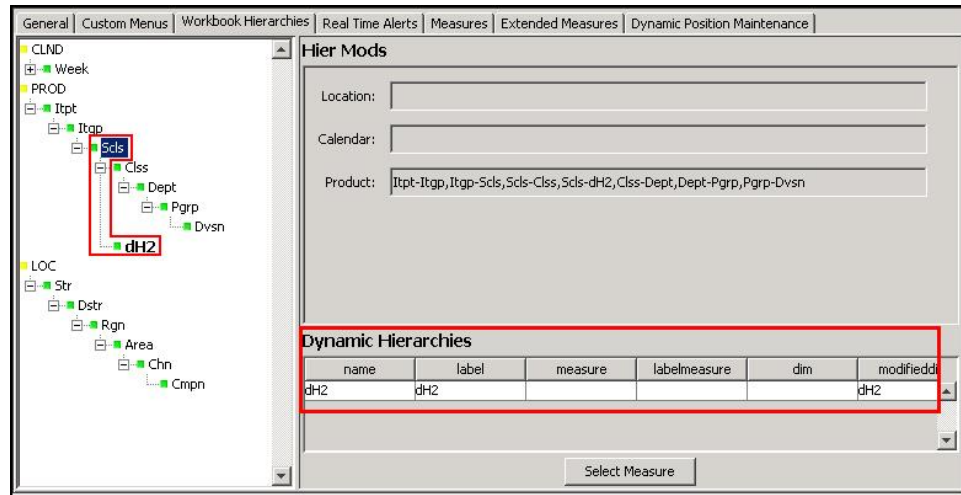 General Custom Menus Workbook Hierarchies Real Time Alerts Measures Extended Measures Dynamic Position Maintenance
CLND
Week
PROD
Itpt
Itgp
Scls
Clss
Dept
Pgrp
Dvsn
dH2
LOC
Str
Dstr
Rgn
Area
Chn
Cmpn
Hier Mods
Location:
Calendar:
Product: Itpt-Itgp,Itgp-Scls,Scls-Clss,Scls-dH2,Clss-Dept,Dept-Pgrp,Pgrp-Dvsn
Dynamic Hierarchies
name label measure labelmeasure dim modifieddi
dH2 dH2 dH2
Select Measure